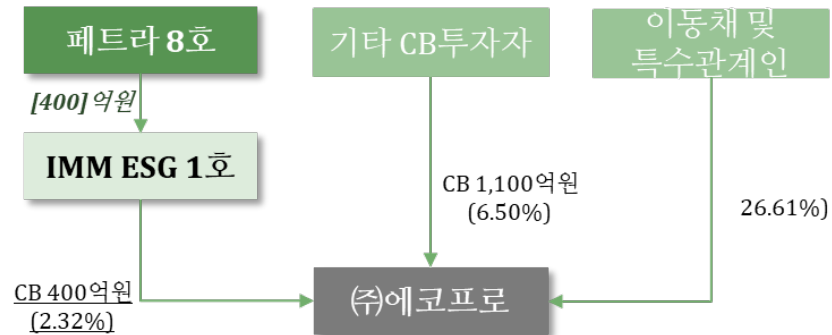 페트라 8호
기타 CB투자자
이동채 및
특수관계인
[400]억원
IMM ESG 1호
CB 1,100억원
(6.50%)
26.61%)
CB 400억원
(2.32%)
㈜에코프로